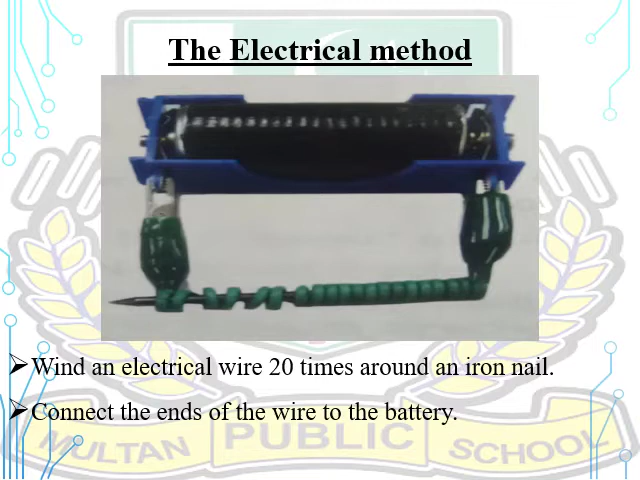 The Electrical method
➢Wind an electrical wire 20 times around an iron nail.
➢Connect the ends of the wire to the battery.
MULTAN PUBLIC SCHOOL